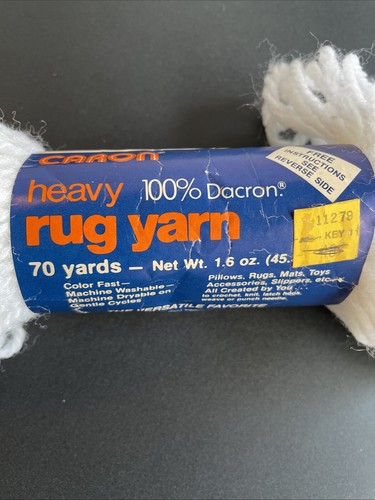 CARON
heavy 100% Dacron®
rug yarn
70 yards — Net Wt. 1.6 oz. (45.
Color Fast—
Machine Washable—
Machine Dryable on
Gentle Cycles
Pillows, Rugs, Mats, Toys
Accessories, Slippers, etc.
All Created by You . . .
to crochet, knit, latch hook,
weave or punch needle.
THE VERSATILE FAVORITE
FREE
INSTRUCTIONS
SEE
REVERSE SIDE
11279
KEY